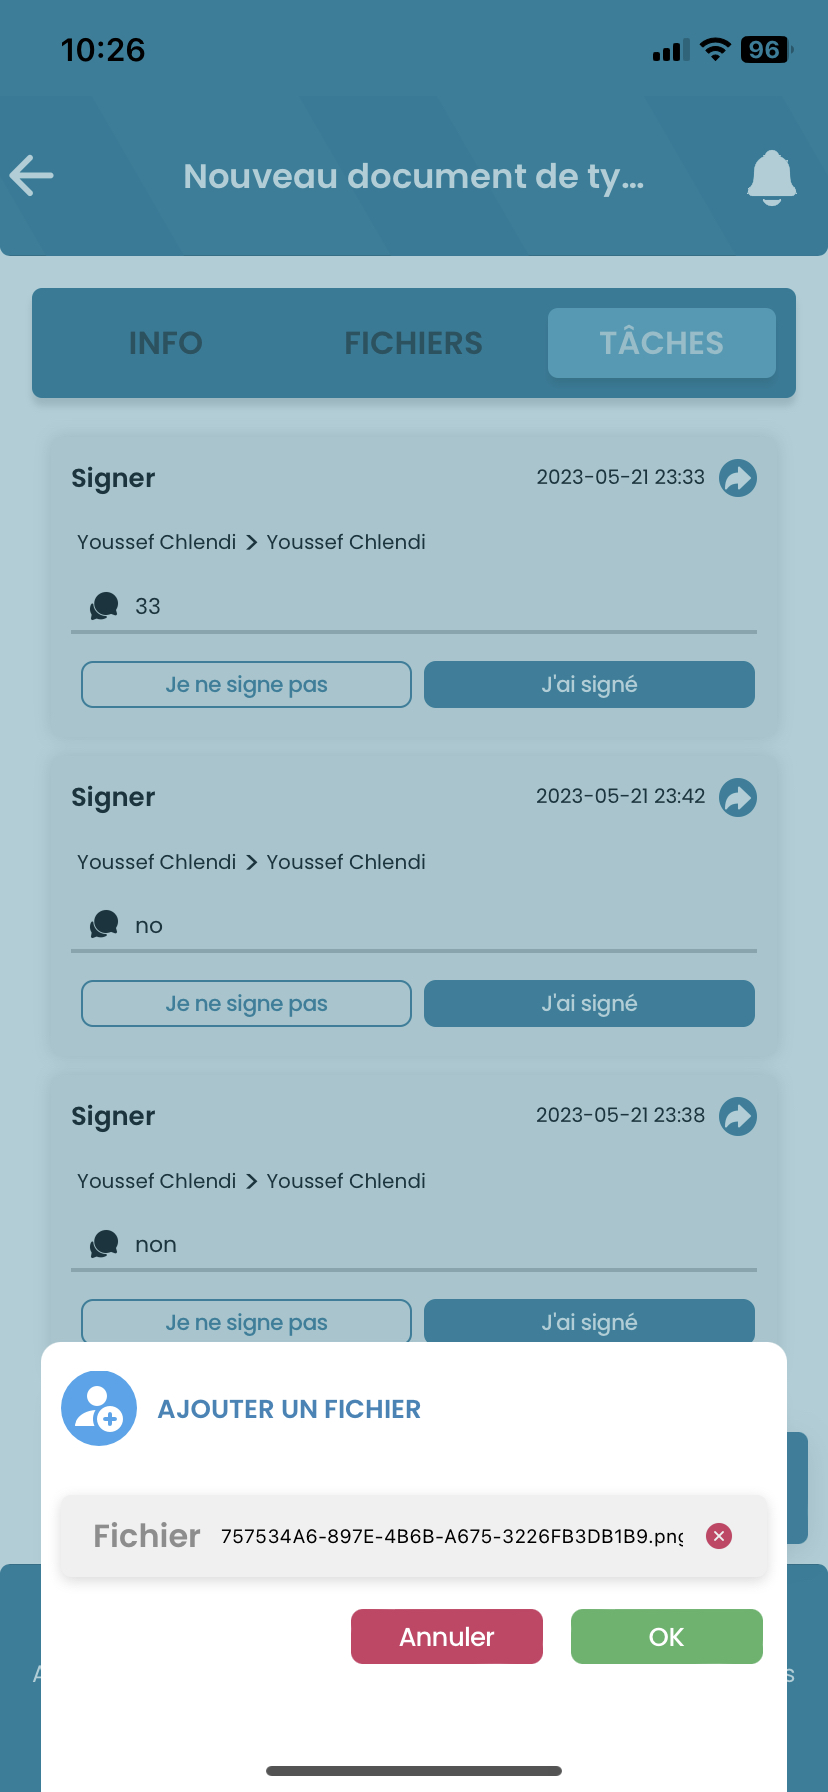 10:26
96
Nouveau document de ty...
INFO FICHIERS TÂCHES
Signer 2023-05-21 23:33
Youssef Chlendi > Youssef Chlendi
33
Je ne signe pas J'ai signé
Signer 2023-05-21 23:42
Youssef Chlendi > Youssef Chlendi
no
Je ne signe pas J'ai signé
Signer 2023-05-21 23:38
Youssef Chlendi > Youssef Chlendi
non
Je ne signe pas J'ai signé
AJOUTER UN FICHIER
Fichier 757534A6-897E-4B6B-A675-3226FB3DB1B9.png
Annuler OK